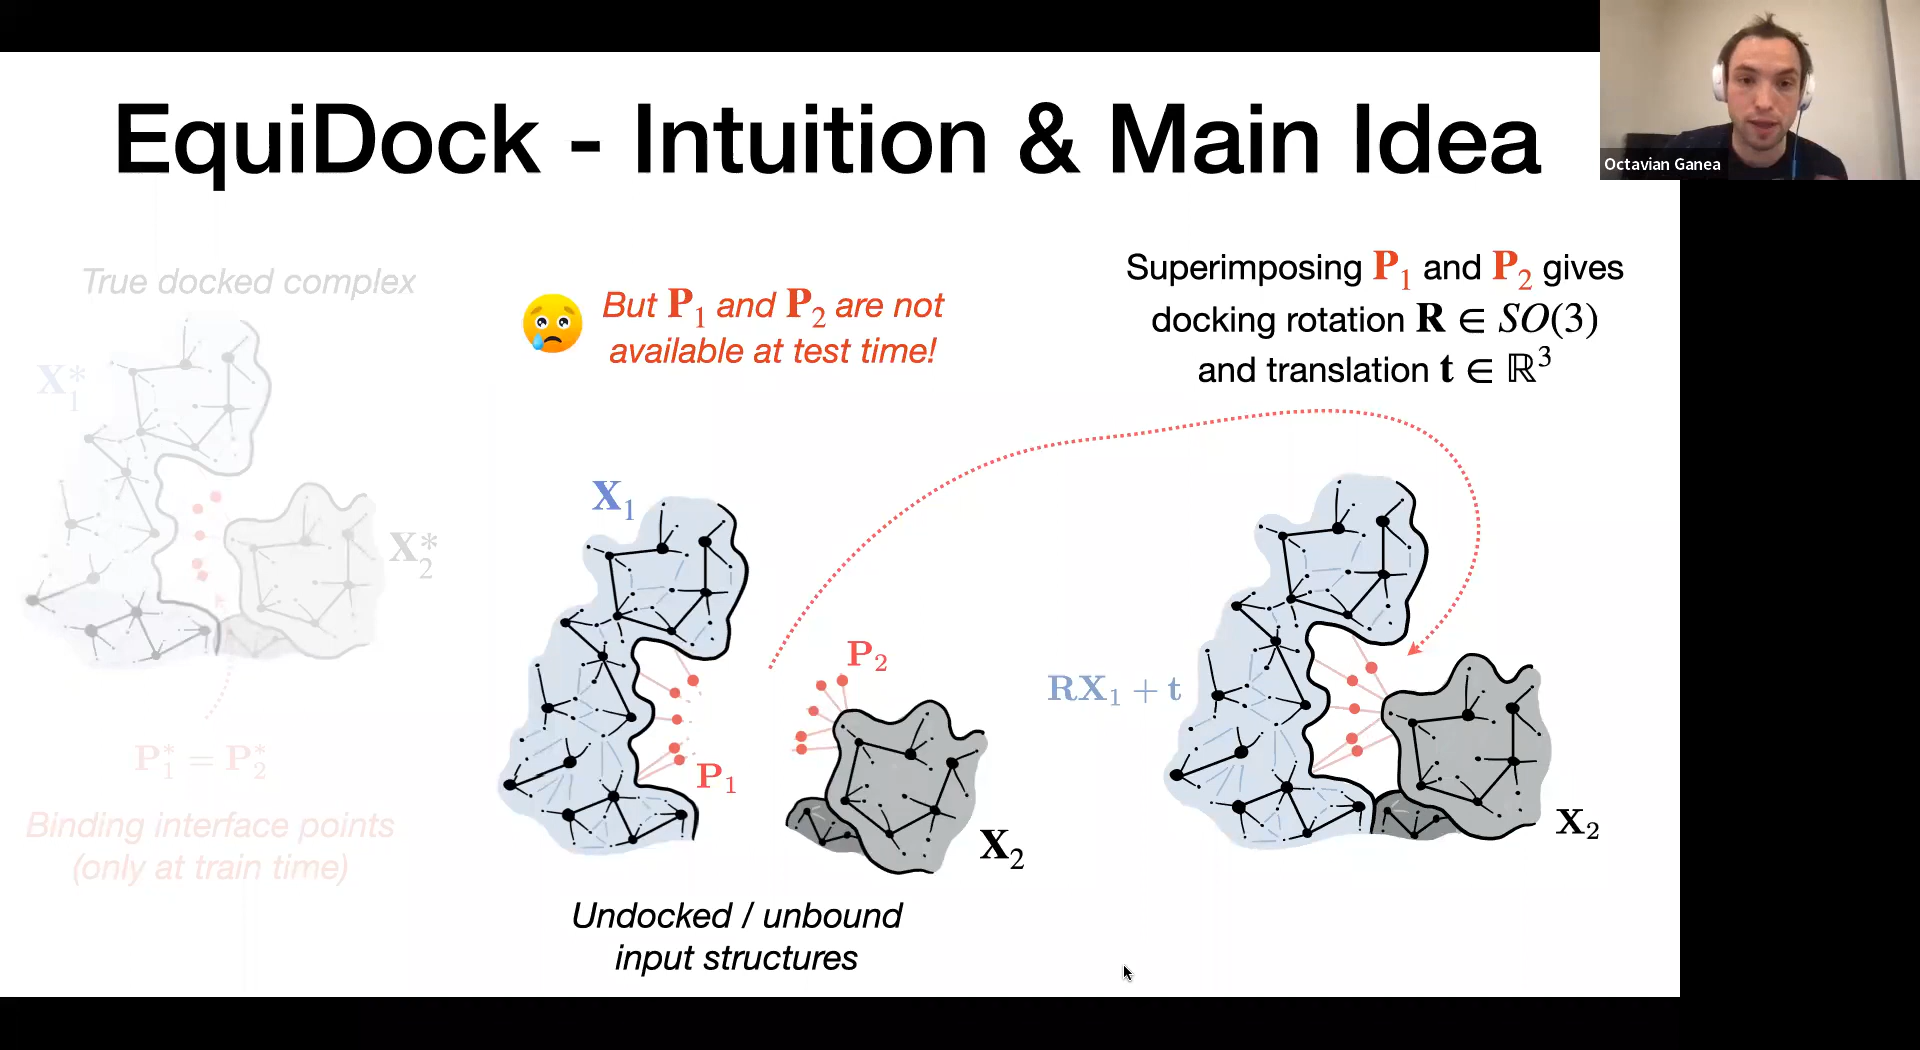 EquiDock - Intuition & Main Idea
Octavian Ganea
True docked complex
But P₁ and P₂ are not
available at test time!
Superimposing P₁ and P₂ gives
docking rotation R ∈ SO(3)
and translation t ∈ ℝ³
X₁*
X₂*
P₁* = P₂*
Binding interface points
(only at train time)
X₁
P₂
P₁
X₂
Undocked / unbound
input structures
RX₁ + t
X₂